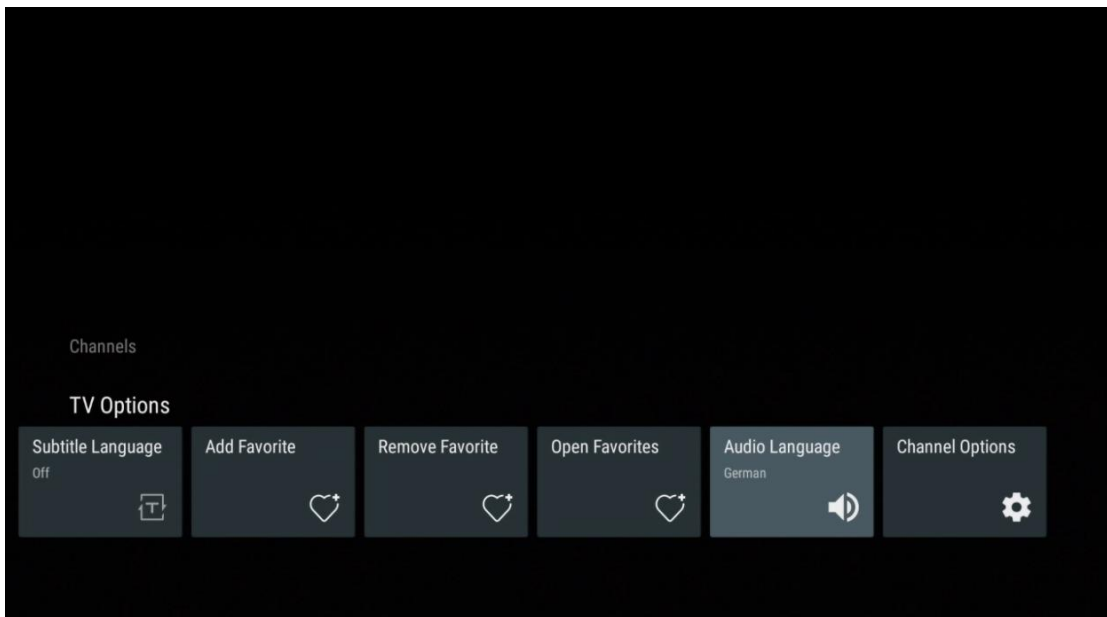 Channels
TV Options
Subtitle Language
Off
Add Favorite
Remove Favorite
Open Favorites
Audio Language
German
Channel Options